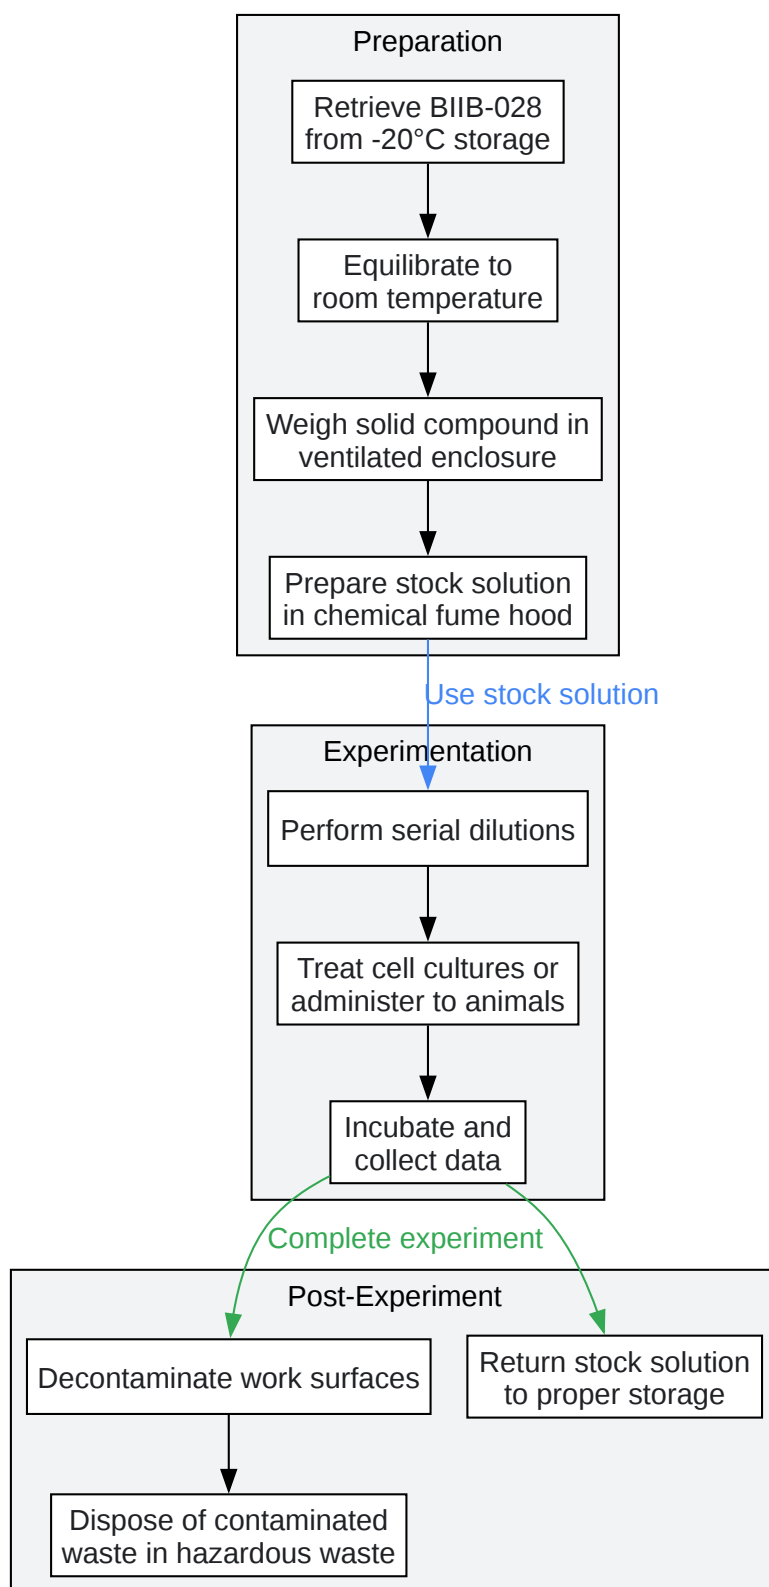 Preparation
Retrieve BIIB-028
from -20°C storage
Equilibrate to
room temperature
Weigh solid compound in
ventilated enclosure
Prepare stock solution
in chemical fume hood
Use stock solution
Experimentation
Perform serial dilutions
Treat cell cultures or
administer to animals
Incubate and
collect data
Complete experiment
Post-Experiment
Decontaminate work surfaces
Return stock solution
to proper storage
Dispose of contaminated
waste in hazardous waste